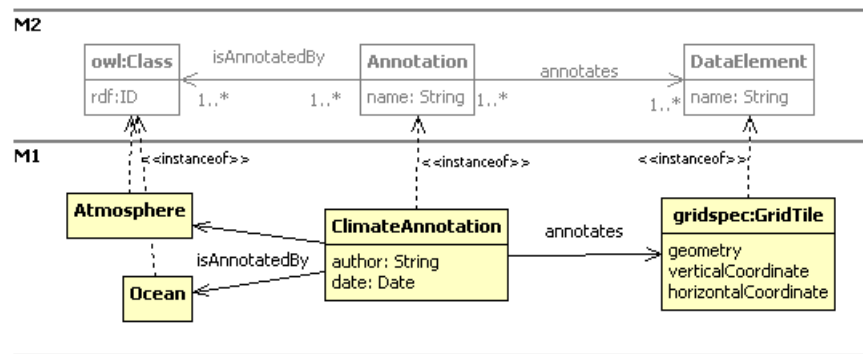 M2
owl:Class
rdf:ID
isAnnotatedBy
1..*
1..*
Annotation
name: String
1..*
annotates
1..*
DataElement
name: String
M1
<<instanceof>>
<<instanceof>>
<<instanceof>>
Atmosphere
Ocean
isAnnotatedBy
ClimateAnnotation
author: String
date: Date
annotates
gridspec:GridTile
geometry
verticalCoordinate
horizontalCoordinate